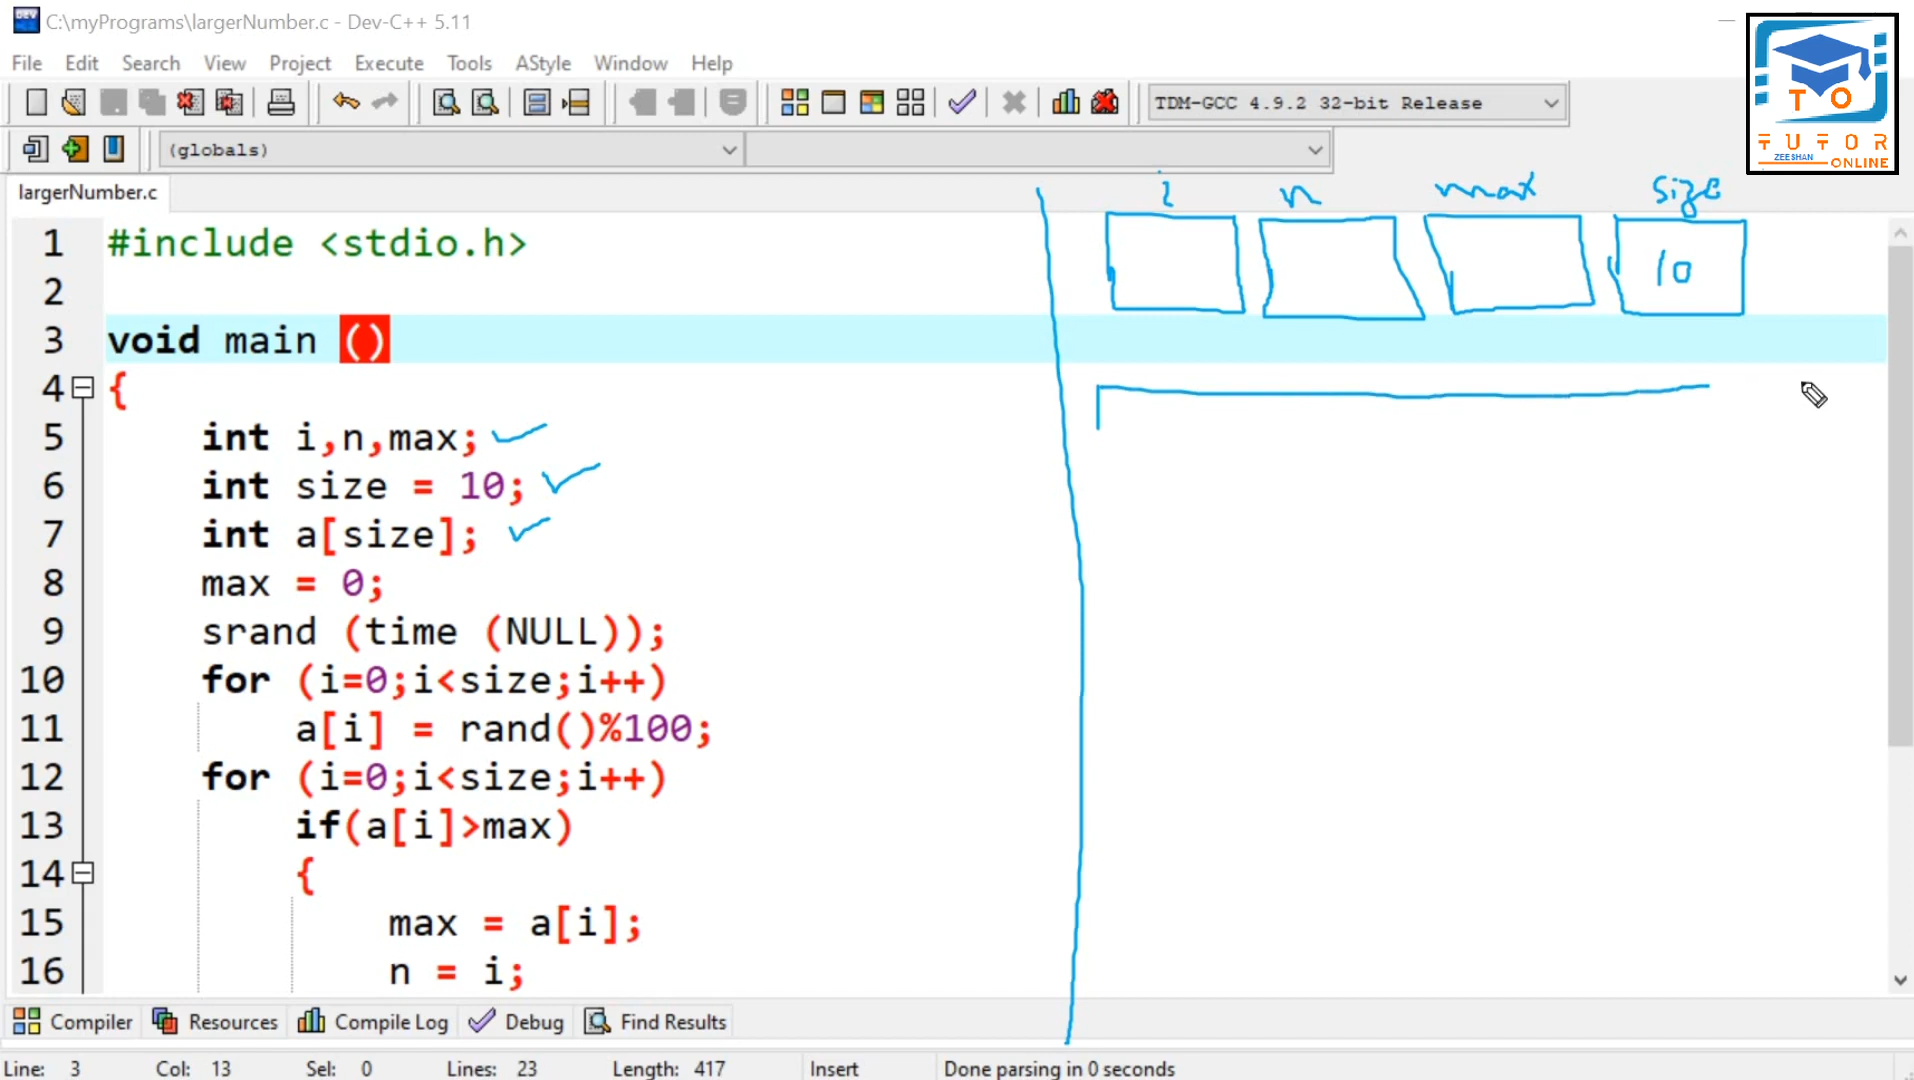 C:\myPrograms\largerNumber.c - Dev-C++ 5.11
File Edit Search View Project Execute Tools AStyle Window Help
TDM-GCC 4.9.2 32-bit Release
(globals)
TO
TUTOR
ZEESHAN ONLINE
largerNumber.c
i n max size
10
1 #include <stdio.h>
2
3 void main ()
4 {
5 int i,n,max;
6 int size = 10;
7 int a[size];
8 max = 0;
9 srand (time (NULL));
10 for (i=0;i<size;i++)
11 a[i] = rand()%100;
12 for (i=0;i<size;i++)
13 if(a[i]>max)
14 {
15 max = a[i];
16 n = i;
Compiler Resources Compile Log Debug Find Results
Line: 3 Col: 13 Sel: 0 Lines: 23 Length: 417 Insert Done parsing in 0 seconds